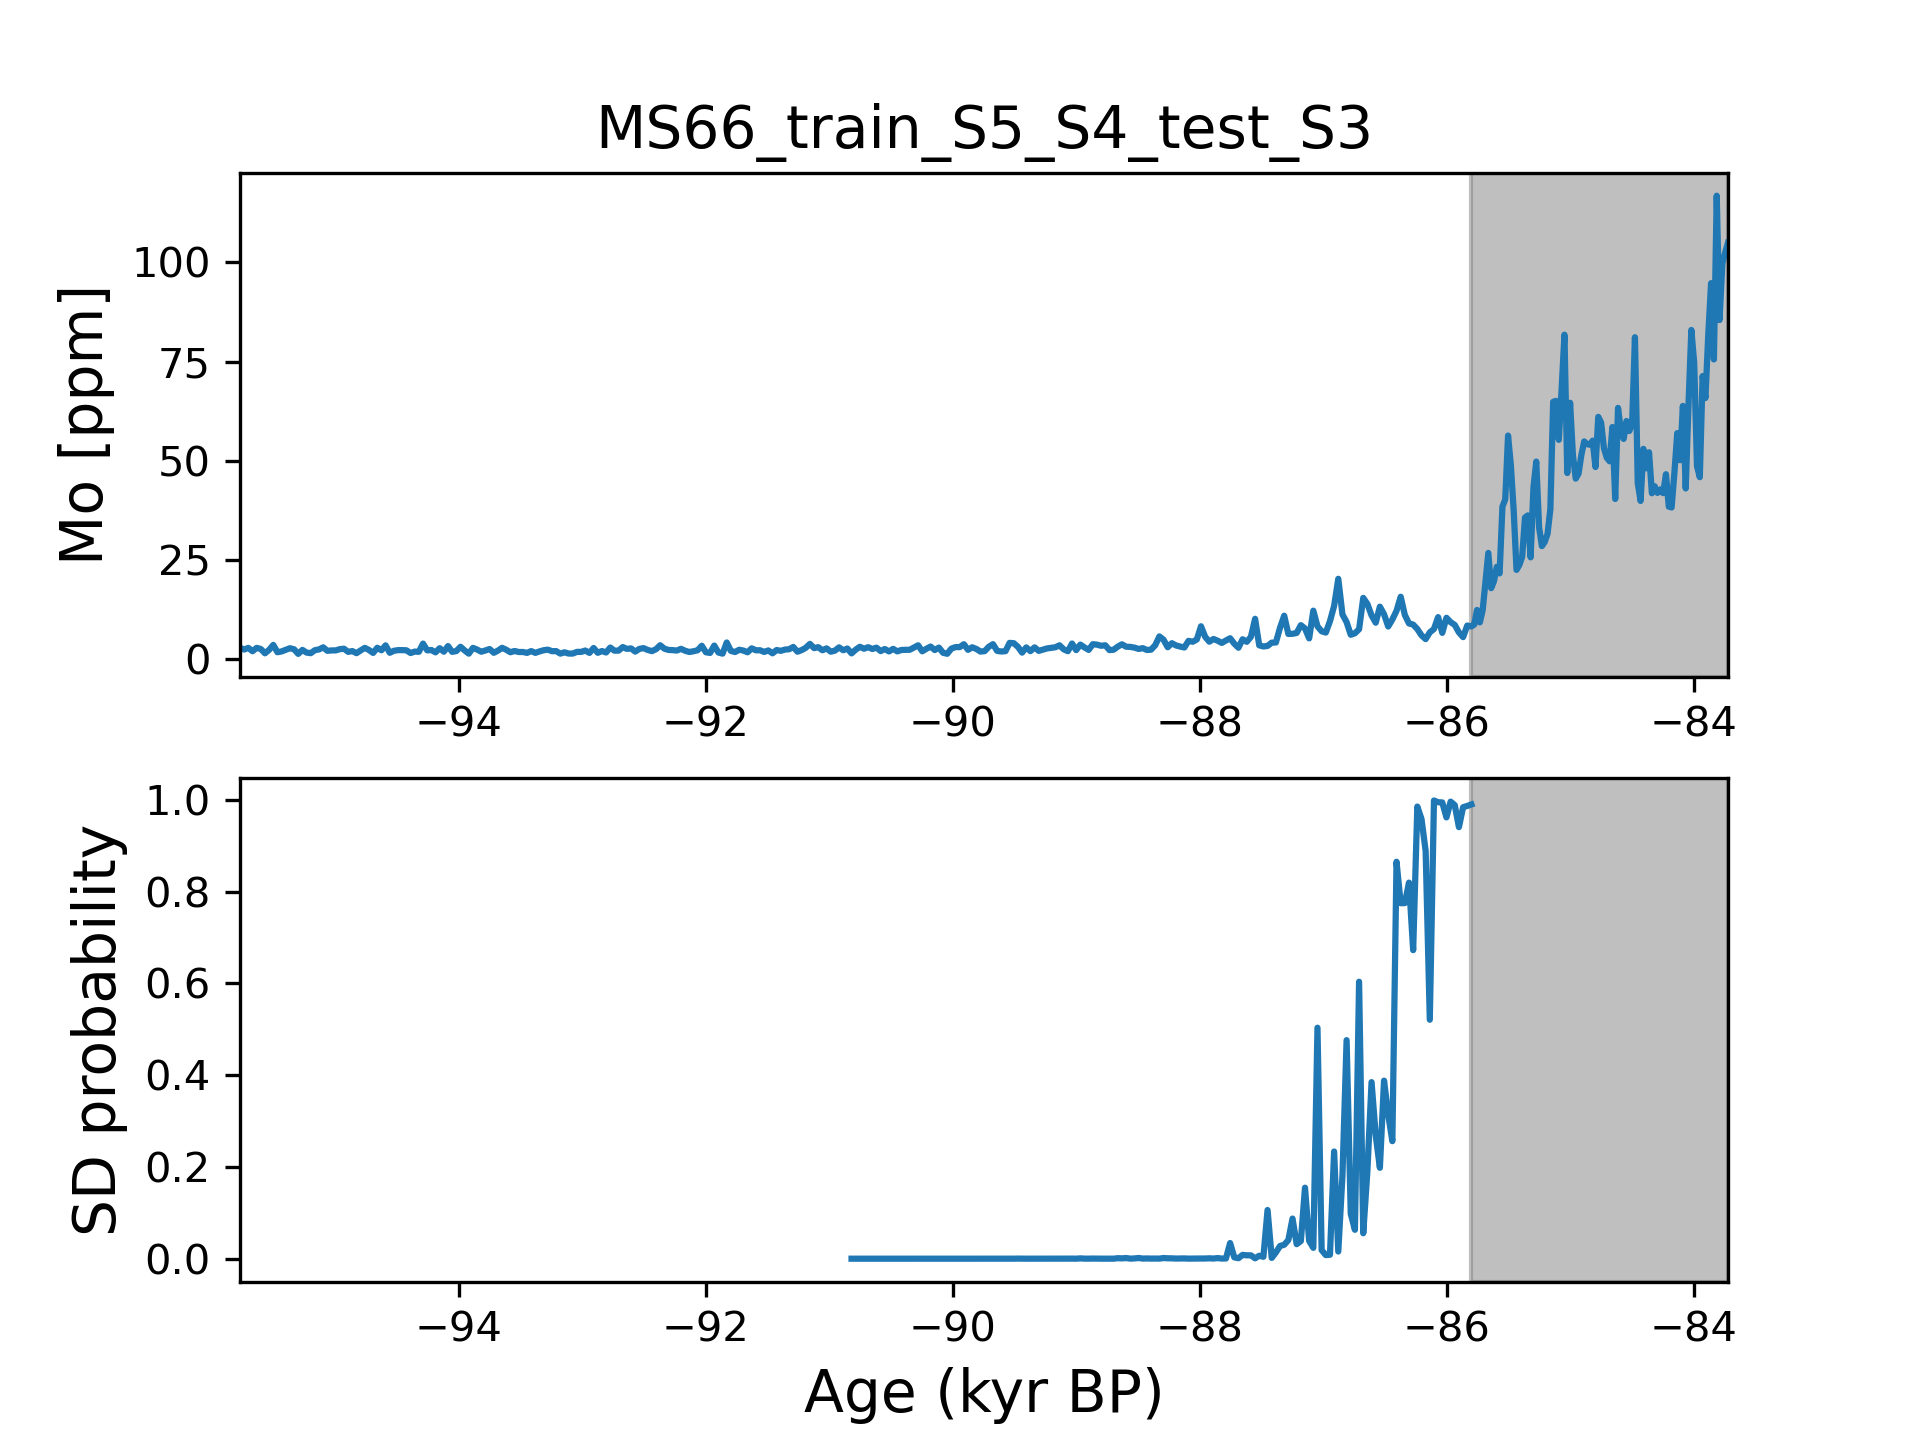 MS66_train_S5_S4_test_S3
Mo [ppm]
100
75
50
25
0
−94 −92 −90 −88 −86 −84
SD probability
1.0
0.8
0.6
0.4
0.2
0.0
−94 −92 −90 −88 −86 −84
Age (kyr BP)